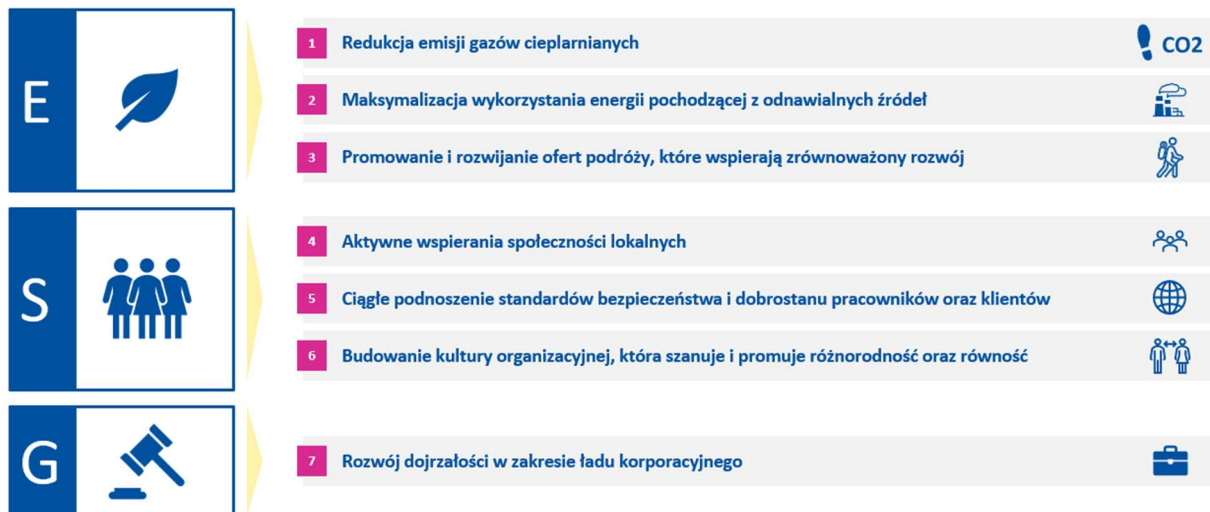 E
1 Redukcja emisji gazów cieplarnianych CO2
2 Maksymalizacja wykorzystania energii pochodzącej z odnawialnych źródeł
3 Promowanie i rozwijanie ofert podróży, które wspierają zrównoważony rozwój
S
4 Aktywne wspierania społeczności lokalnych
5 Ciągłe podnoszenie standardów bezpieczeństwa i dobrostanu pracowników oraz klientów
6 Budowanie kultury organizacyjnej, która szanuje i promuje różnorodność oraz równość
G
7 Rozwój dojrzałości w zakresie ładu korporacyjnego